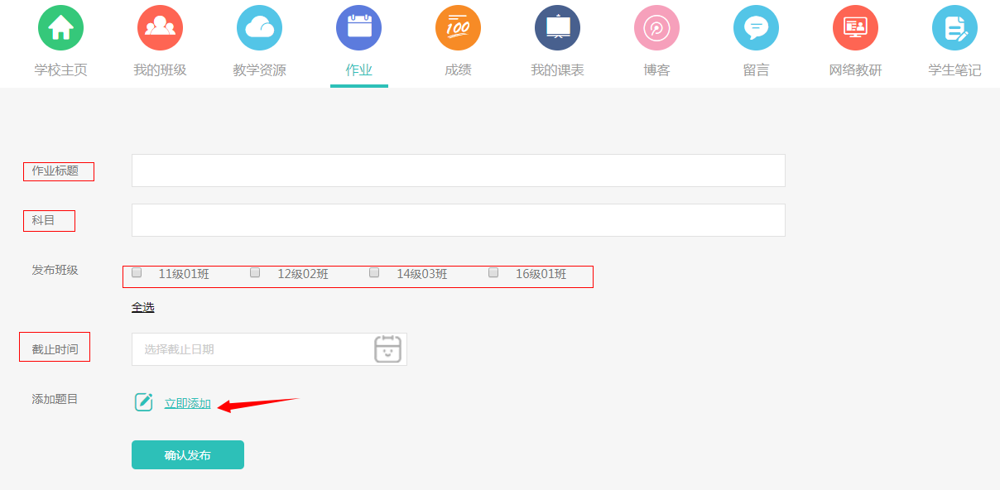 100
学校主页 我的班级 教学资源 作业 成绩 我的课表 博客 留言 网络教研 学生笔记
作业标题
科目
发布班级 11级01班 12级02班 14级03班 16级01班
全选
截止时间 选择截止日期
添加题目 立即添加
确认发布